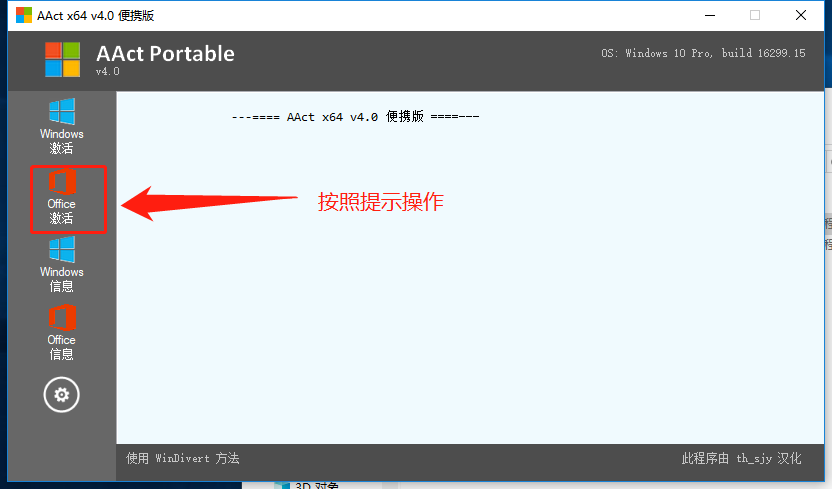 AAct x64 v4.0 便携版
AAct Portable
v4.0
OS: Windows 10 Pro, build 16299.15
---==== AAct x64 v4.0 便携版 ====---
Windows
激活
Office
激活
按照提示操作
Windows
信息
Office
信息
使用 WinDivert 方法
此程序由 th_sjy 汉化
3D 对象